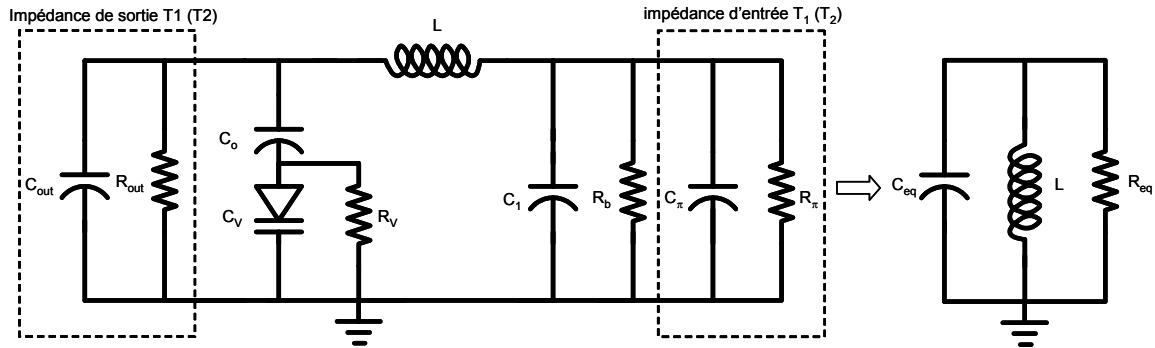 Impédance de sortie T1 (T2)
L
impédance d'entrée T1 (T2)
Co
Cout
Rout
CV
RV
C1
Rb
Cπ
Rπ
Ceq
L
Req